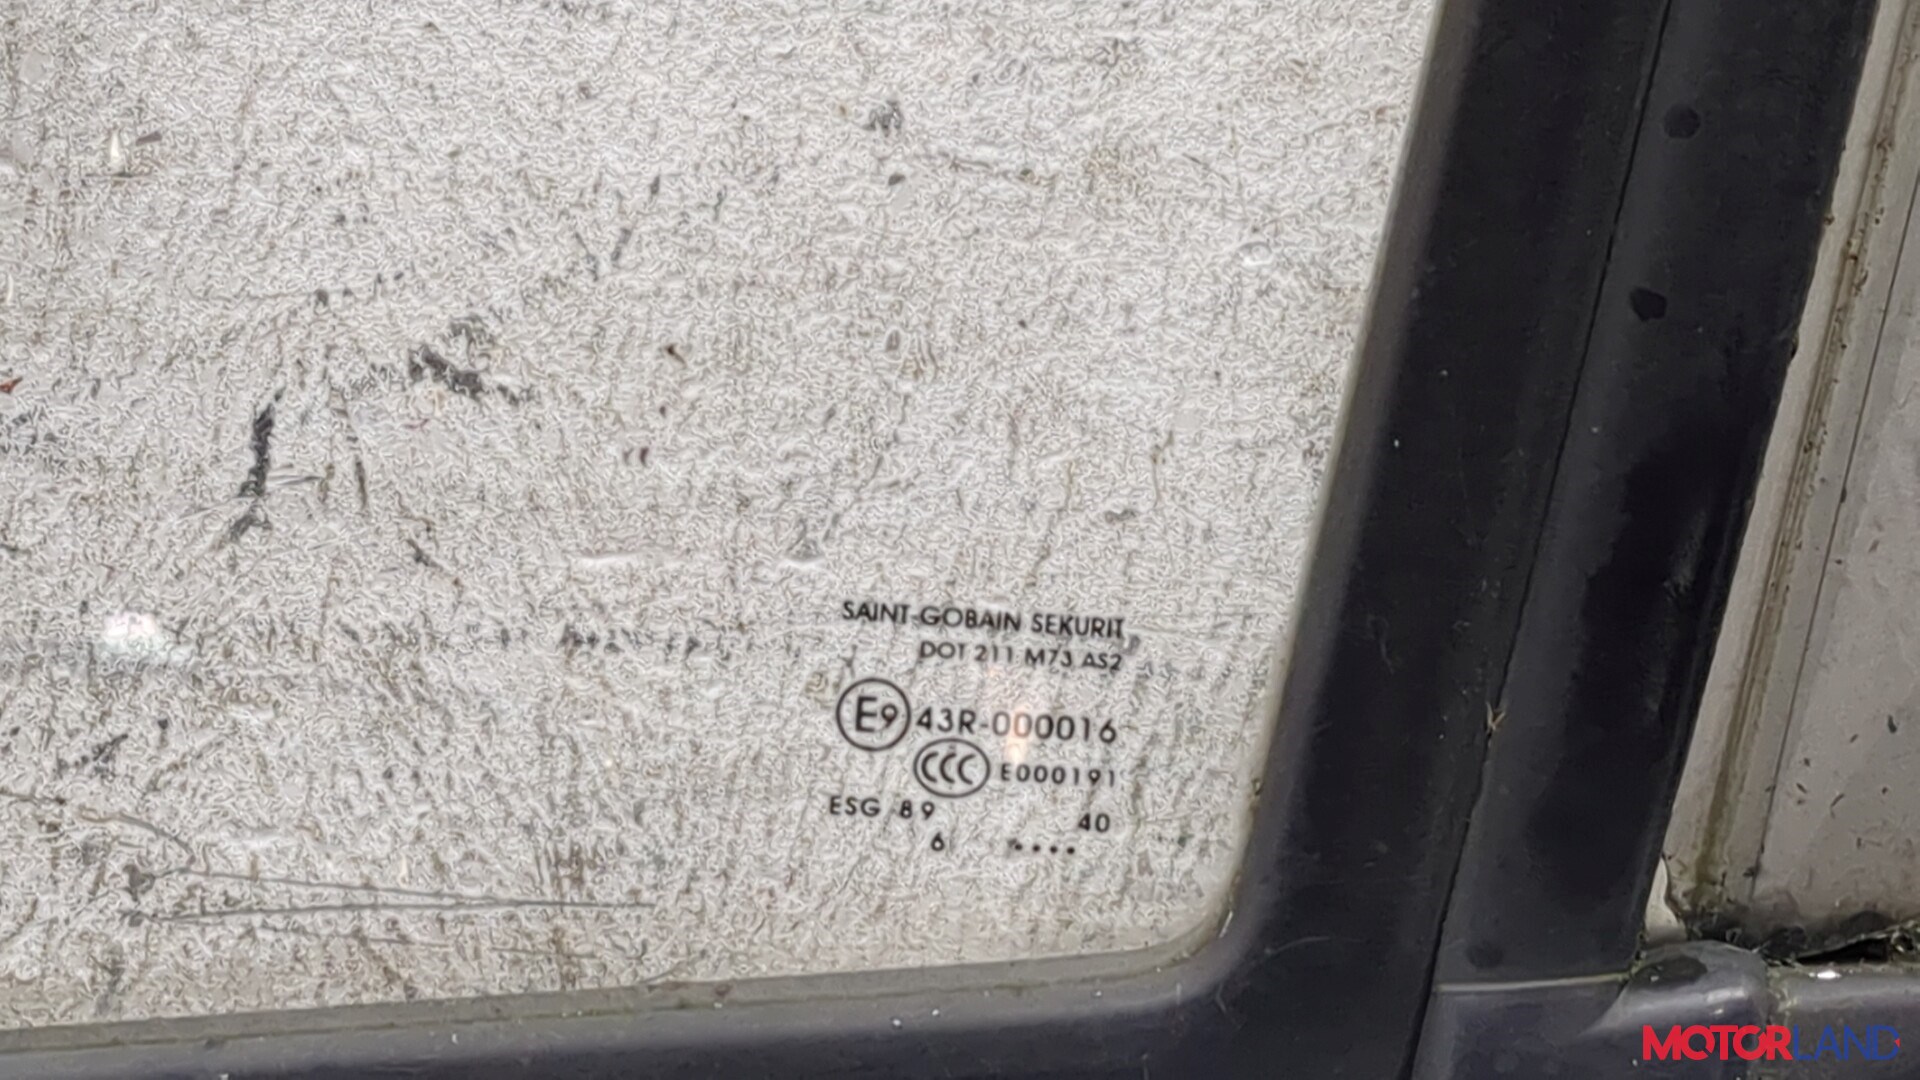 SAINT-GOBAIN SEKURIT
DOT 211 M73 AS2
E9 43R-000016
CCC E000191
ESG 89 40
6 ....
MOTORLAND